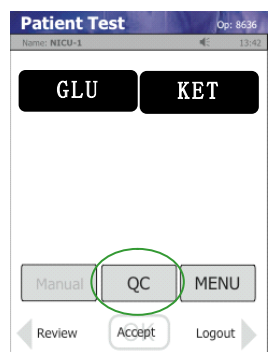 Patient Test Op: 8636
Name: NICU-1 13:42
GLU KET
Manual QC MENU
Review Accept Logout